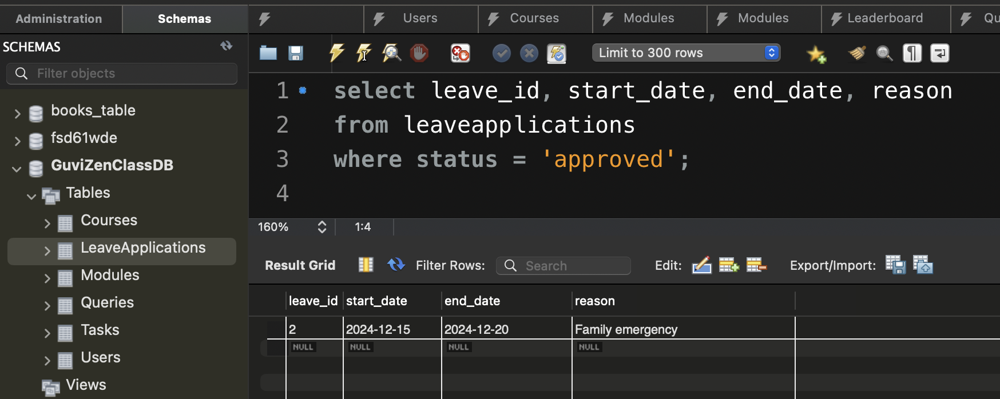 Administration
Schemas
Users
Courses
Modules
Modules
Leaderboard
Qu
SCHEMAS
Filter objects
Limit to 300 rows
books_table
fsd61wde
GuviZenClassDB
Tables
Courses
LeaveApplications
Modules
Queries
Tasks
Users
Views
1 select leave_id, start_date, end_date, reason
2 from leaveapplications
3 where status = 'approved';
4
160% 1:4
Result Grid Filter Rows: Search Edit: Export/Import:
leave_id start_date end_date reason
2 2024-12-15 2024-12-20 Family emergency
NULL NULL NULL NULL